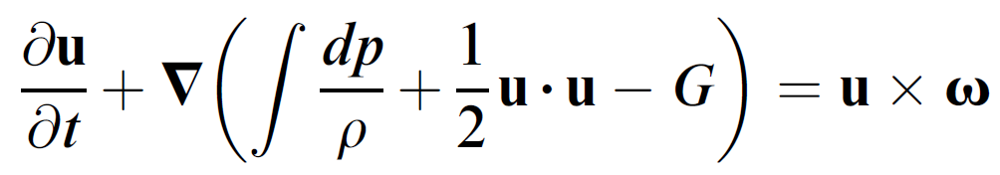 ∂𝐮/∂t + ∇(∫ dp/ρ + 1/2 𝐮 · 𝐮 − G) = 𝐮 × 𝛚